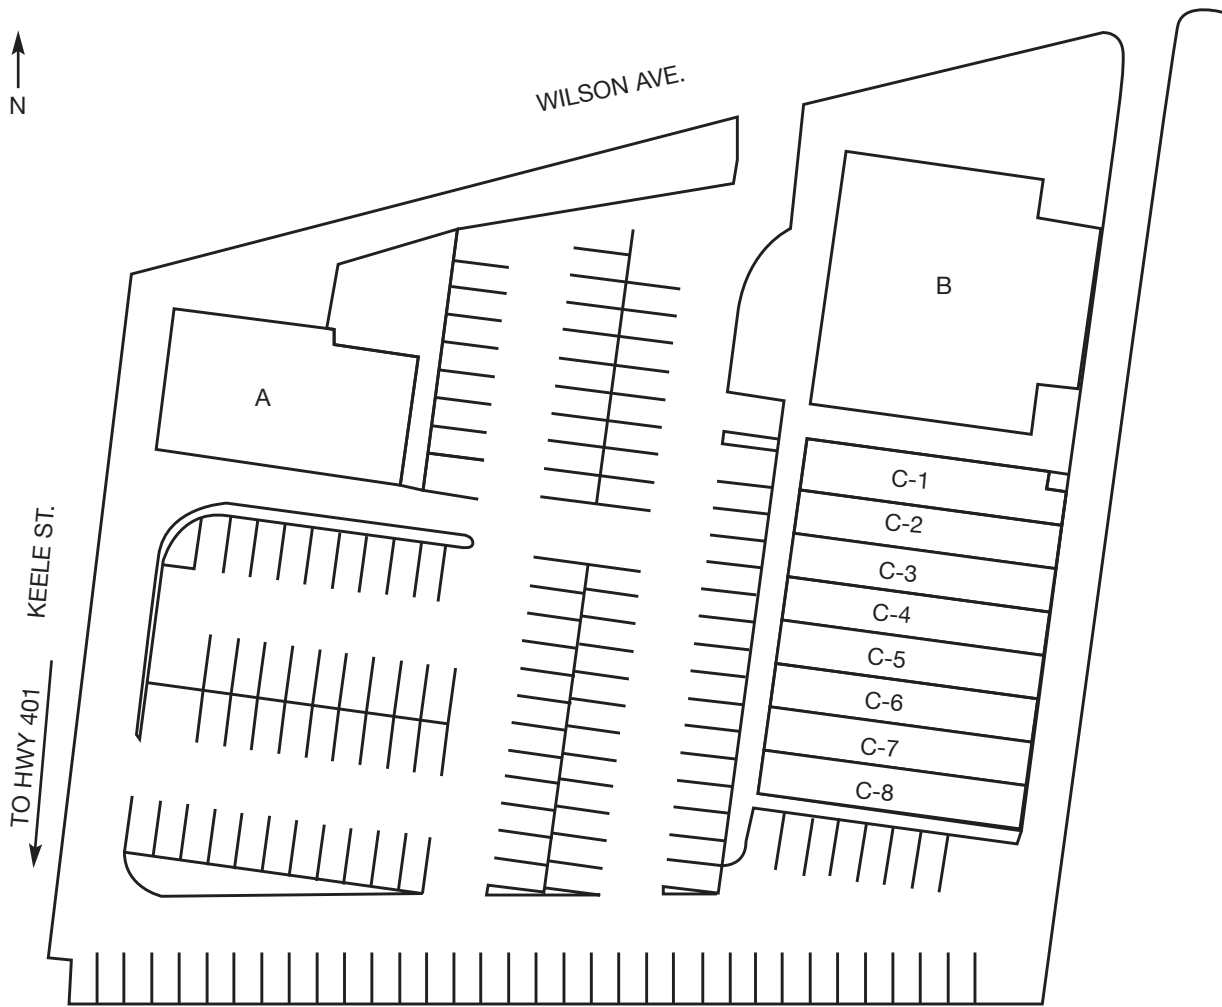 WILSON AVE.
N
B
A
C-1
C-2
C-3
C-4
C-5
C-6
C-7
C-8
KEELE ST.
TO HWY 401